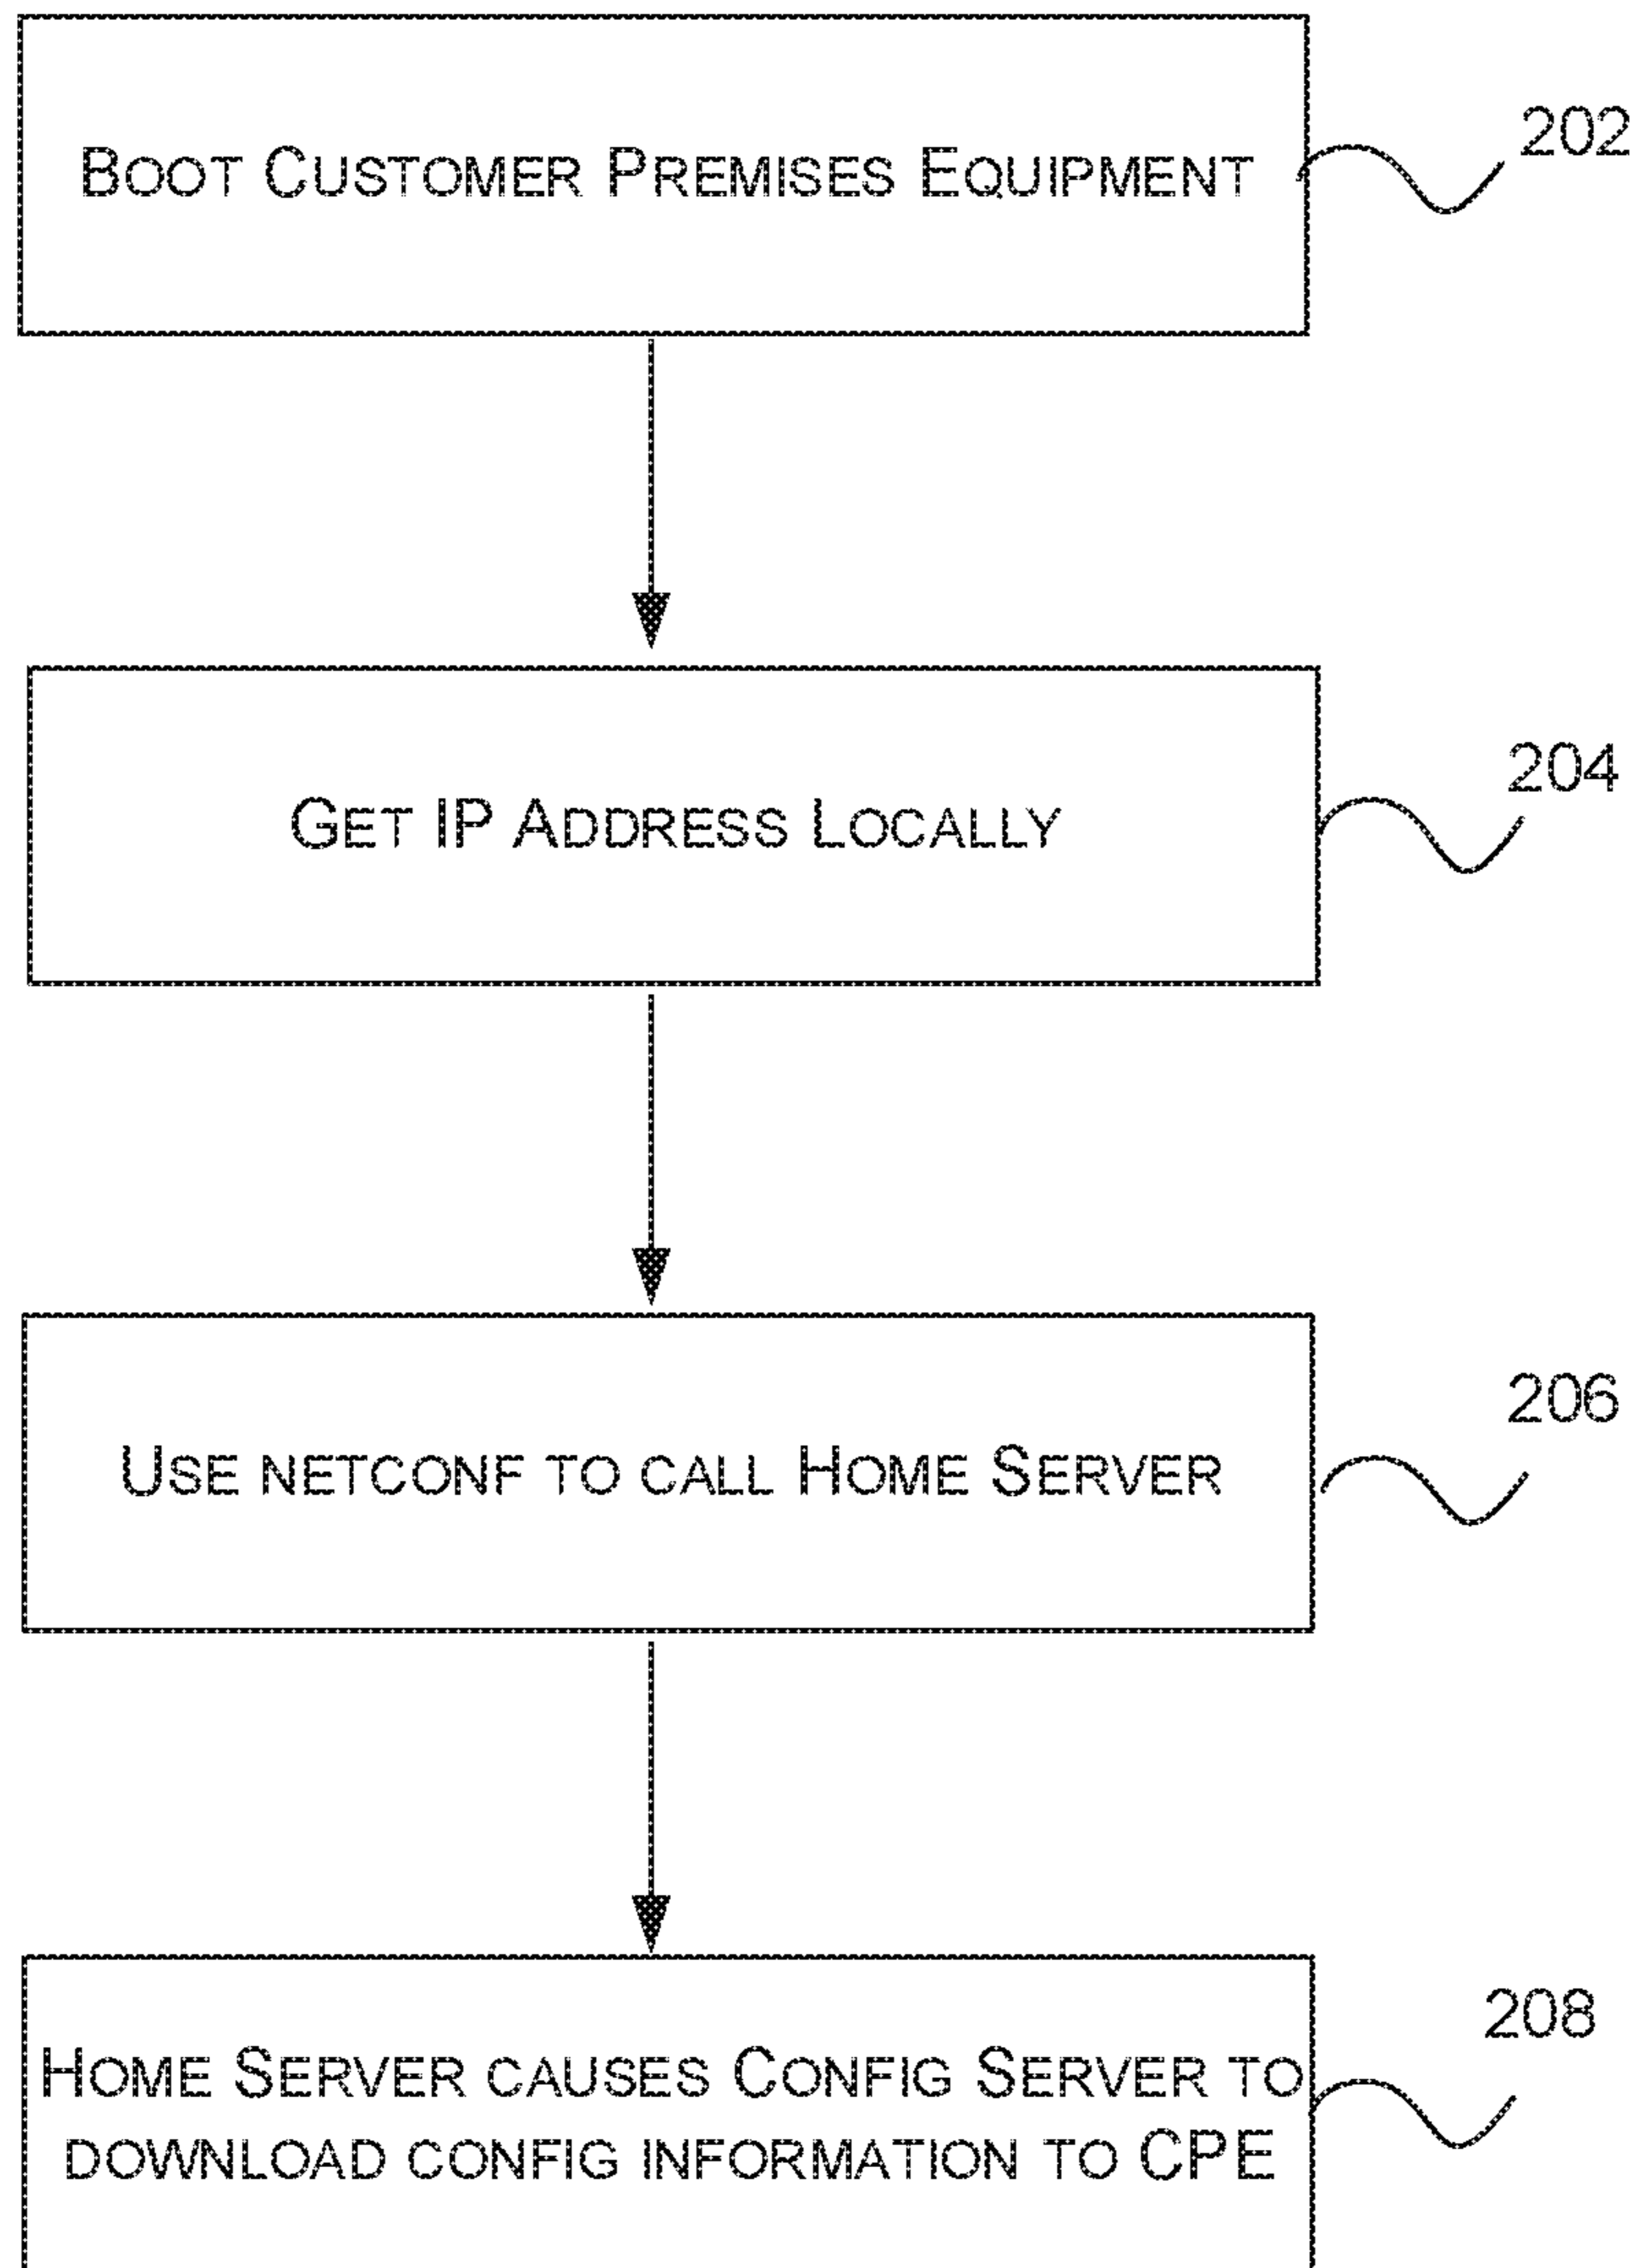 BOOT CUSTOMER PREMISES EQUIPMENT
202
GET IP ADDRESS LOCALLY
204
USE NETCONF TO CALL HOME SERVER
206
HOME SERVER CAUSES CONFIG SERVER TO
DOWNLOAD CONFIG INFORMATION TO CPE
208